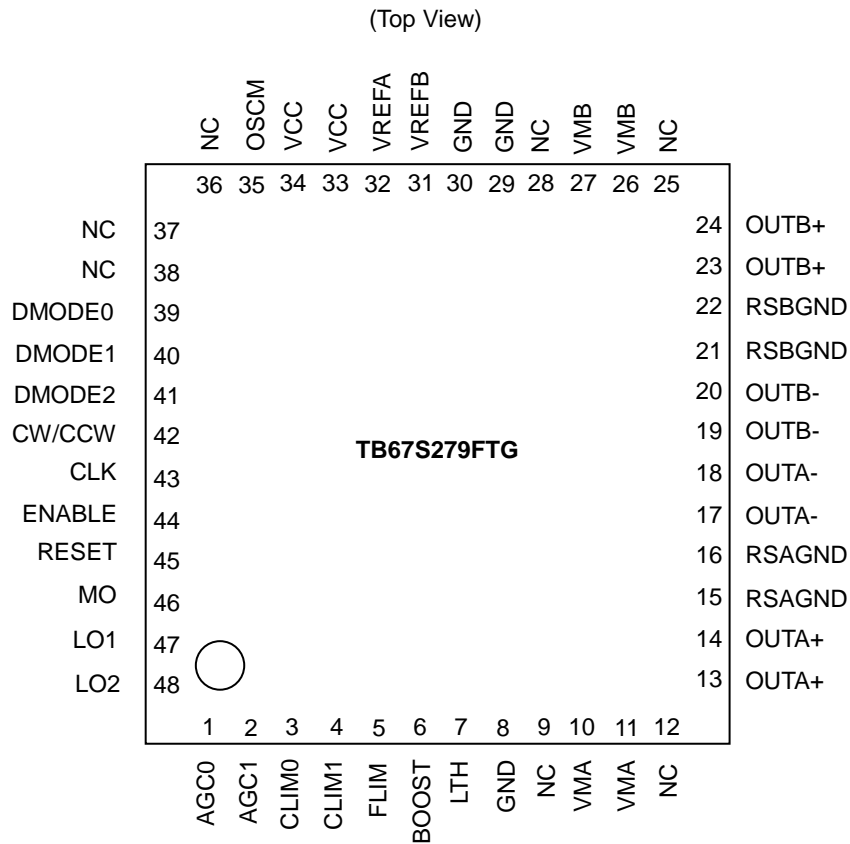 (Top View)
NC OSCM VCC VCC VREFA VREFB GND GND NC VMB VMB NC
36 35 34 33 32 31 30 29 28 27 26 25
NC 37
NC 38
DMODE0 39
DMODE1 40
DMODE2 41
CW/CCW 42
CLK 43
ENABLE 44
RESET 45
MO 46
LO1 47
LO2 48
TB67S279FTG
24 OUTB+
23 OUTB+
22 RSBGND
21 RSBGND
20 OUTB-
19 OUTB-
18 OUTA-
17 OUTA-
16 RSAGND
15 RSAGND
14 OUTA+
13 OUTA+
1 2 3 4 5 6 7 8 9 10 11 12
AGC0 AGC1 CLIM0 CLIM1 FLIM BOOST LTH GND NC VMA VMA NC